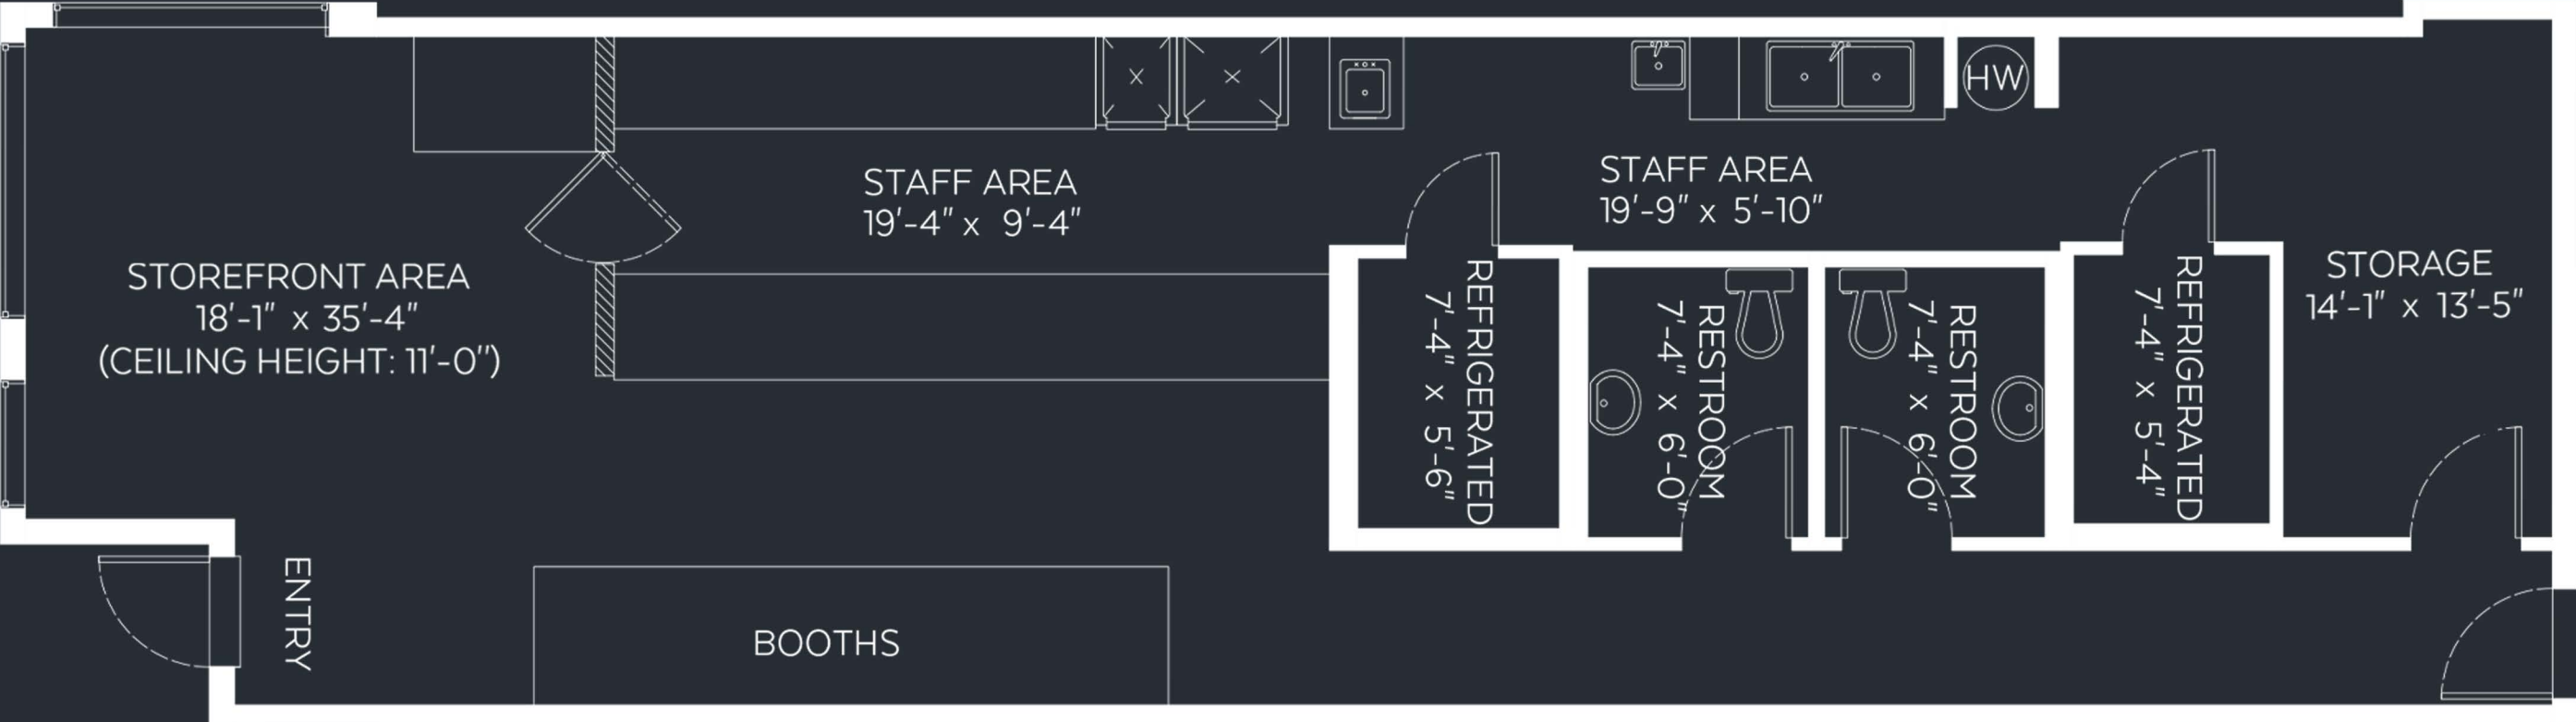 HW
STAFF AREA
19'-4" x 9'-4"
STAFF AREA
19'-9" x 5'-10"
STOREFRONT AREA
18'-1" x 35'-4"
(CEILING HEIGHT: 11'-0")
REFRIGERATED
7'-4" x 5'-6"
RESTROOM
7'-4" x 6'-0"
RESTROOM
7'-4" x 6'-0"
REFRIGERATED
7'-4" x 5'-4"
STORAGE
14'-1" x 13'-5"
ENTRY
BOOTHS